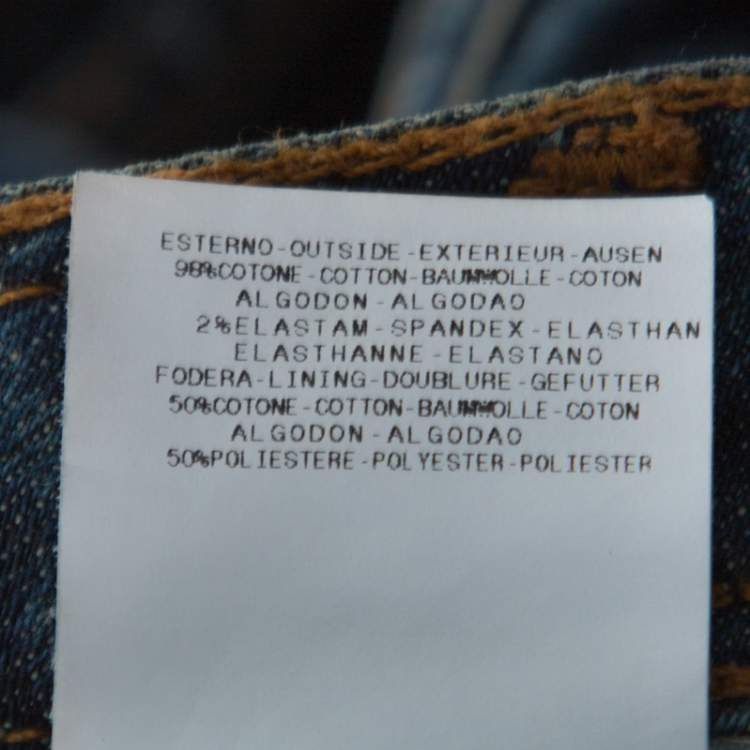 ESTERNO-OUTSIDE-EXTERIEUR-AUSEN
98%COTONE-COTTON-BAUMWOLLE-COTON
ALGODON-ALGODAO
2%ELASTAM-SPANDEX-ELASTHAN
ELASTHANNE-ELASTANO
FODERA-LINING-DOUBLURE-GEFUTTER
50%COTONE-COTTON-BAUMWOLLE-COTON
ALGODON-ALGODAO
50%POLIESTERE-POLYESTER-POLIESTER